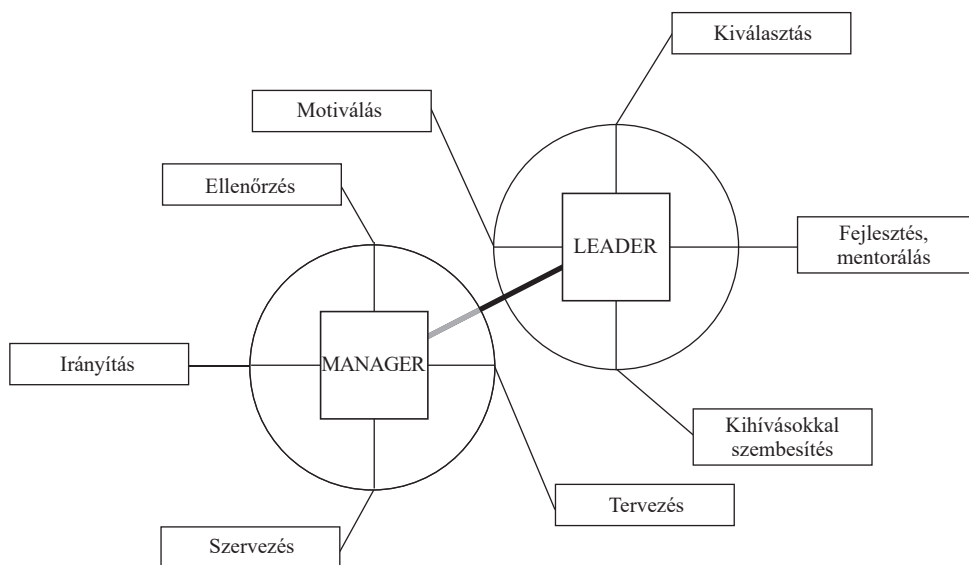 Kiválasztás
Motiválás
Ellenőrzés
LEADER
Fejlesztés,
mentorálás
Irányítás
MANAGER
Kihívásokkal
szembesítés
Tervezés
Szervezés